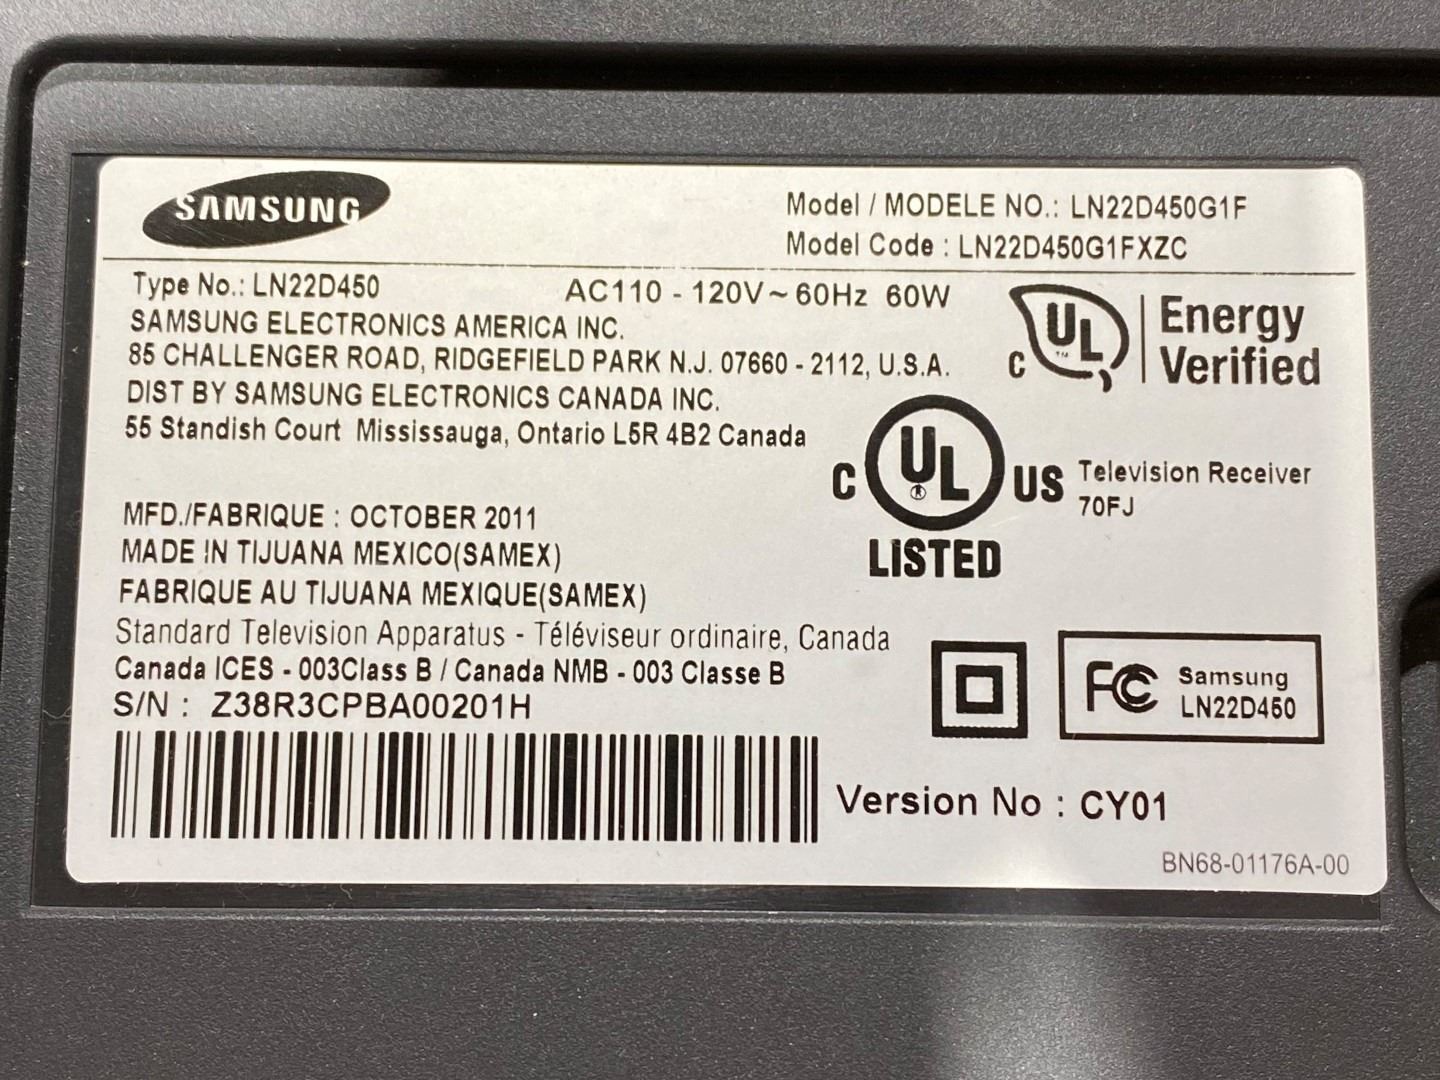 SAMSUNG
Model / MODELE NO.: LN22D450G1F
Model Code : LN22D450G1FXZC
Type No.: LN22D450
AC110 - 120V~60Hz 60W
SAMSUNG ELECTRONICS AMERICA INC.
85 CHALLENGER ROAD, RIDGEFIELD PARK N.J. 07660 - 2112, U.S.A.
DIST BY SAMSUNG ELECTRONICS CANADA INC.
55 Standish Court Mississauga, Ontario L5R 4B2 Canada
C UL ™
Energy
Verified
C UL ® US
LISTED
Television Receiver
70FJ
MFD./FABRIQUE : OCTOBER 2011
MADE IN TIJUANA MEXICO(SAMEX)
FABRIQUE AU TIJUANA MEXIQUE(SAMEX)
Standard Television Apparatus - Téléviseur ordinaire, Canada
Canada ICES - 003Class B / Canada NMB - 003 Classe B
S/N : Z38R3CPBA00201H
FC Samsung
LN22D450
Version No : CY01
BN68-01176A-00